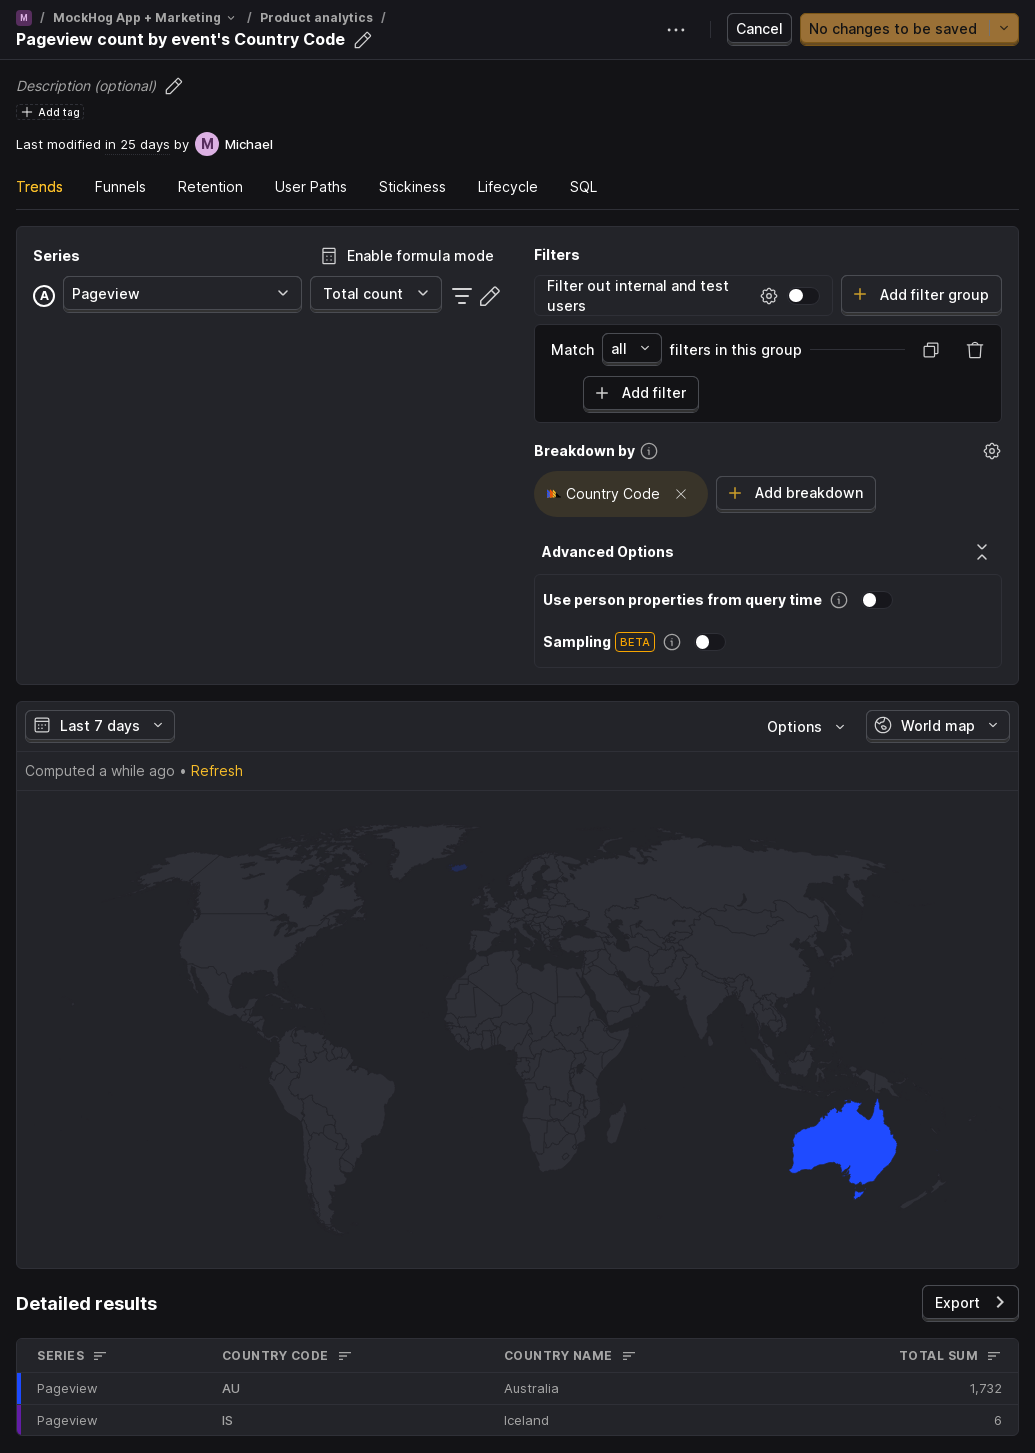 M / MockHog App + Marketing / Product analytics /
Pageview count by event's Country Code
Cancel
No changes to be saved
Description (optional)
Add tag
Last modified in 25 days by M Michael
Trends Funnels Retention User Paths Stickiness Lifecycle SQL
Series
Enable formula mode
A Pageview Total count
Filters
Filter out internal and test
users
Add filter group
Match all filters in this group
Add filter
Breakdown by
Country Code
Add breakdown
Advanced Options
Use person properties from query time
Sampling BETA
Last 7 days
Options
World map
Computed a while ago • Refresh
Detailed results
Export
SERIES COUNTRY CODE COUNTRY NAME TOTAL SUM
Pageview AU Australia 1,732
Pageview IS Iceland 6